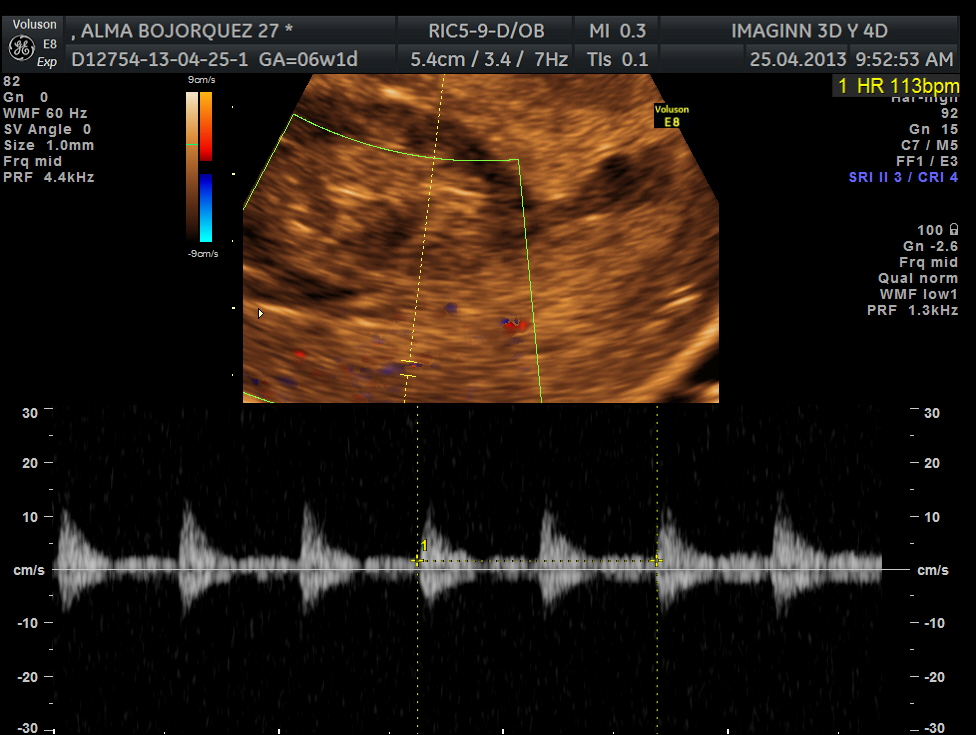 Voluson
E8
Exp
, ALMA BOJORQUEZ 27 *
RIC5-9-D/OB
MI 0.3
IMAGINN 3D Y 4D
D12754-13-04-25-1 GA=06w1d
5.4cm / 3.4 / 7Hz
TIs 0.1
25.04.2013 9:52:53 AM
82
Gn 0
WMF 60 Hz
SV Angle 0
Size 1.0mm
Frq mid
PRF 4.4kHz
9cm/s
-9cm/s
Voluson
E8
1 HR 113bpm
Har-high
92
Gn 15
C7 / M5
FF1 / E3
SRI II 3 / CRI 4
100
Gn -2.6
Frq mid
Qual norm
WMF low1
PRF 1.3kHz
30
20
10
cm/s
-10
-20
-30
1
30
20
10
cm/s
-10
-20
-30